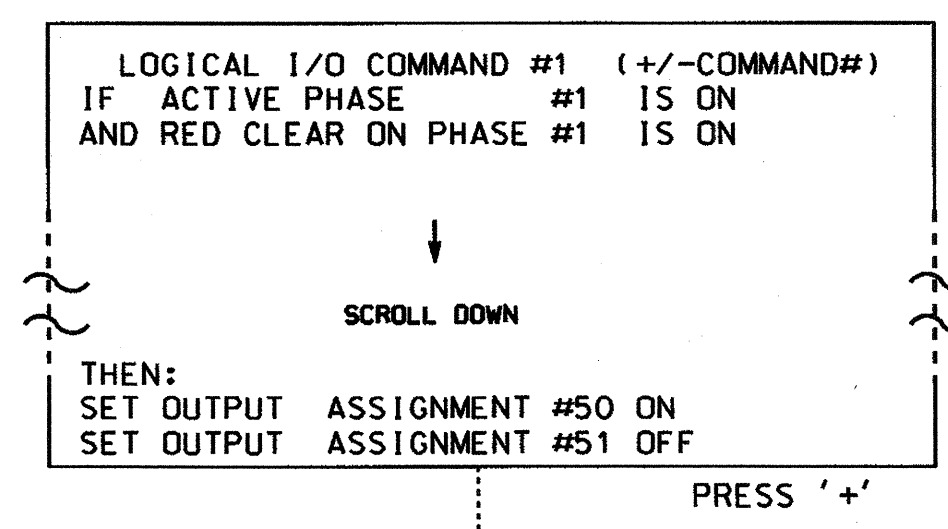 LOGICAL I/O COMMAND #1 (+/-COMMAND#)
IF ACTIVE PHASE #1 IS ON
AND RED CLEAR ON PHASE #1 IS ON
SCROLL DOWN
THEN:
SET OUTPUT ASSIGNMENT #50 ON
SET OUTPUT ASSIGNMENT #51 OFF
PRESS '+'